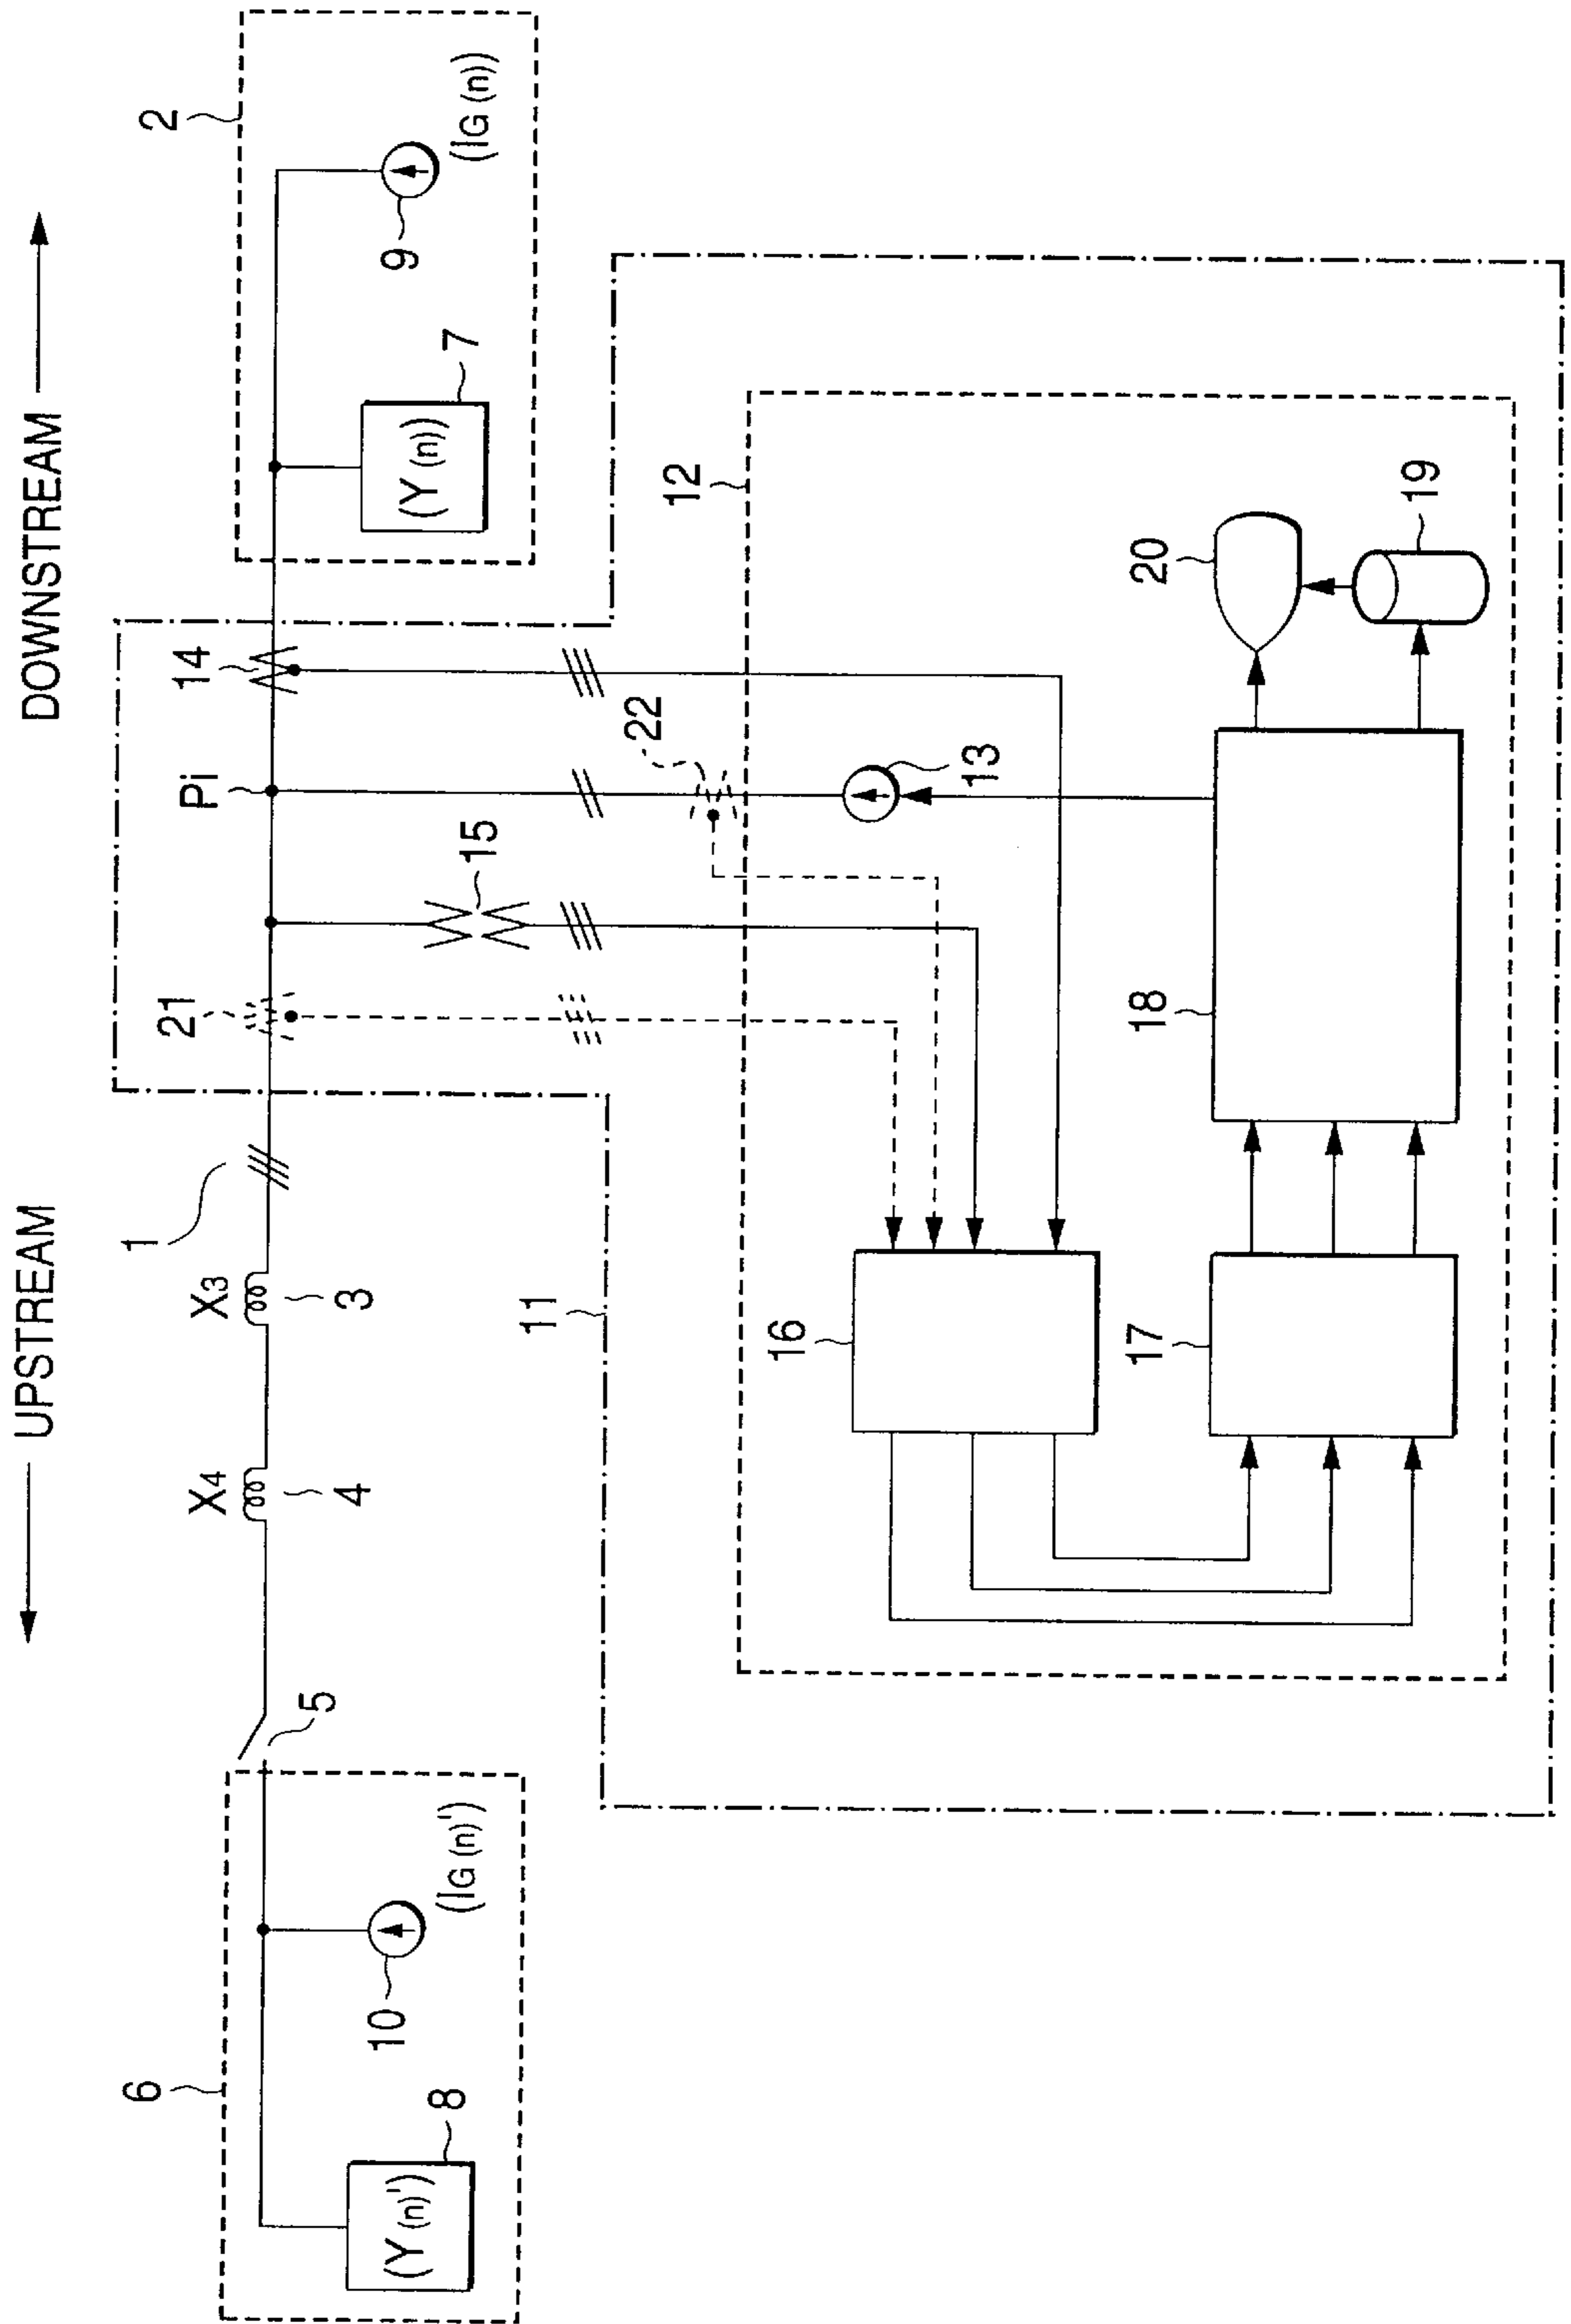 UPSTREAM
DOWNSTREAM
6
10
(IG (n)')
8
(Y (n)')
5
X4
4
X3
3
1
21
Pi
14
15
22
2
7
(Y (n))
9
(IG (n))
11
12
16
13
17
18
20
19